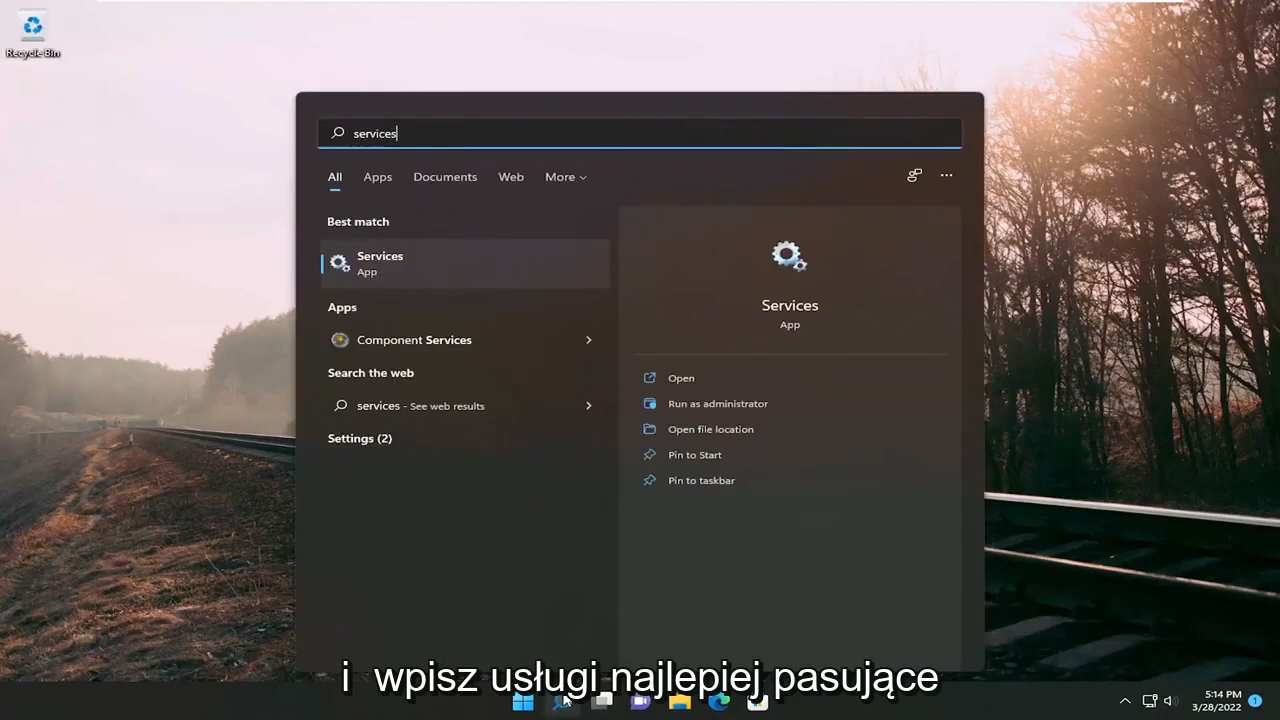 Recycle Bin
services
All Apps Documents Web More
Best match
Services
App
Apps
Component Services
Search the web
services - See web results
Settings (2)
Services
App
Open
Run as administrator
Open file location
Pin to Start
Pin to taskbar
i wpisz usługi najlepiej pasujące
5:14 PM
3/28/2022
1